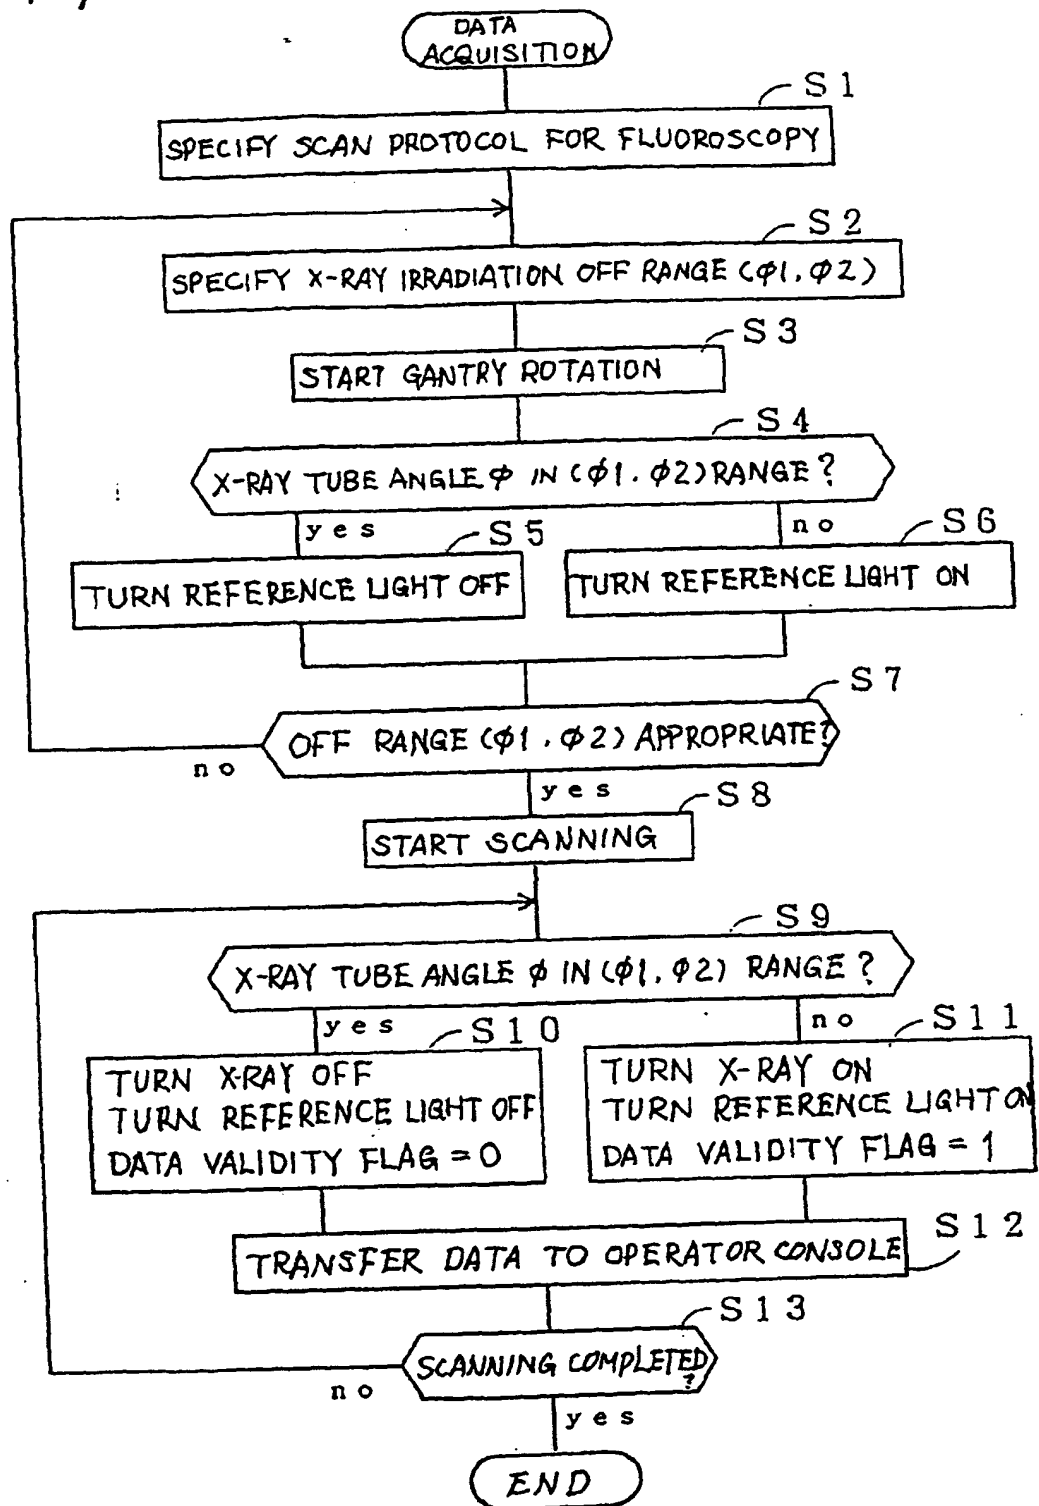 DATA
ACQUISITION
S1
SPECIFY SCAN PROTOCOL FOR FLUOROSCOPY
S2
SPECIFY X-RAY IRRADIATION OFF RANGE (φ1, φ2)
S3
START GANTRY ROTATION
S4
X-RAY TUBE ANGLE φ IN (φ1, φ2) RANGE?
yes
no
S5
S6
TURN REFERENCE LIGHT OFF
TURN REFERENCE LIGHT ON
S7
OFF RANGE (φ1, φ2) APPROPRIATE?
no
yes
S8
START SCANNING
S9
X-RAY TUBE ANGLE φ IN (φ1, φ2) RANGE?
yes
no
S10
S11
TURN X-RAY OFF
TURN REFERENCE LIGHT OFF
DATA VALIDITY FLAG = 0
TURN X-RAY ON
TURN REFERENCE LIGHT ON
DATA VALIDITY FLAG = 1
S12
TRANSFER DATA TO OPERATOR CONSOLE
S13
SCANNING COMPLETED
?
no
yes
END